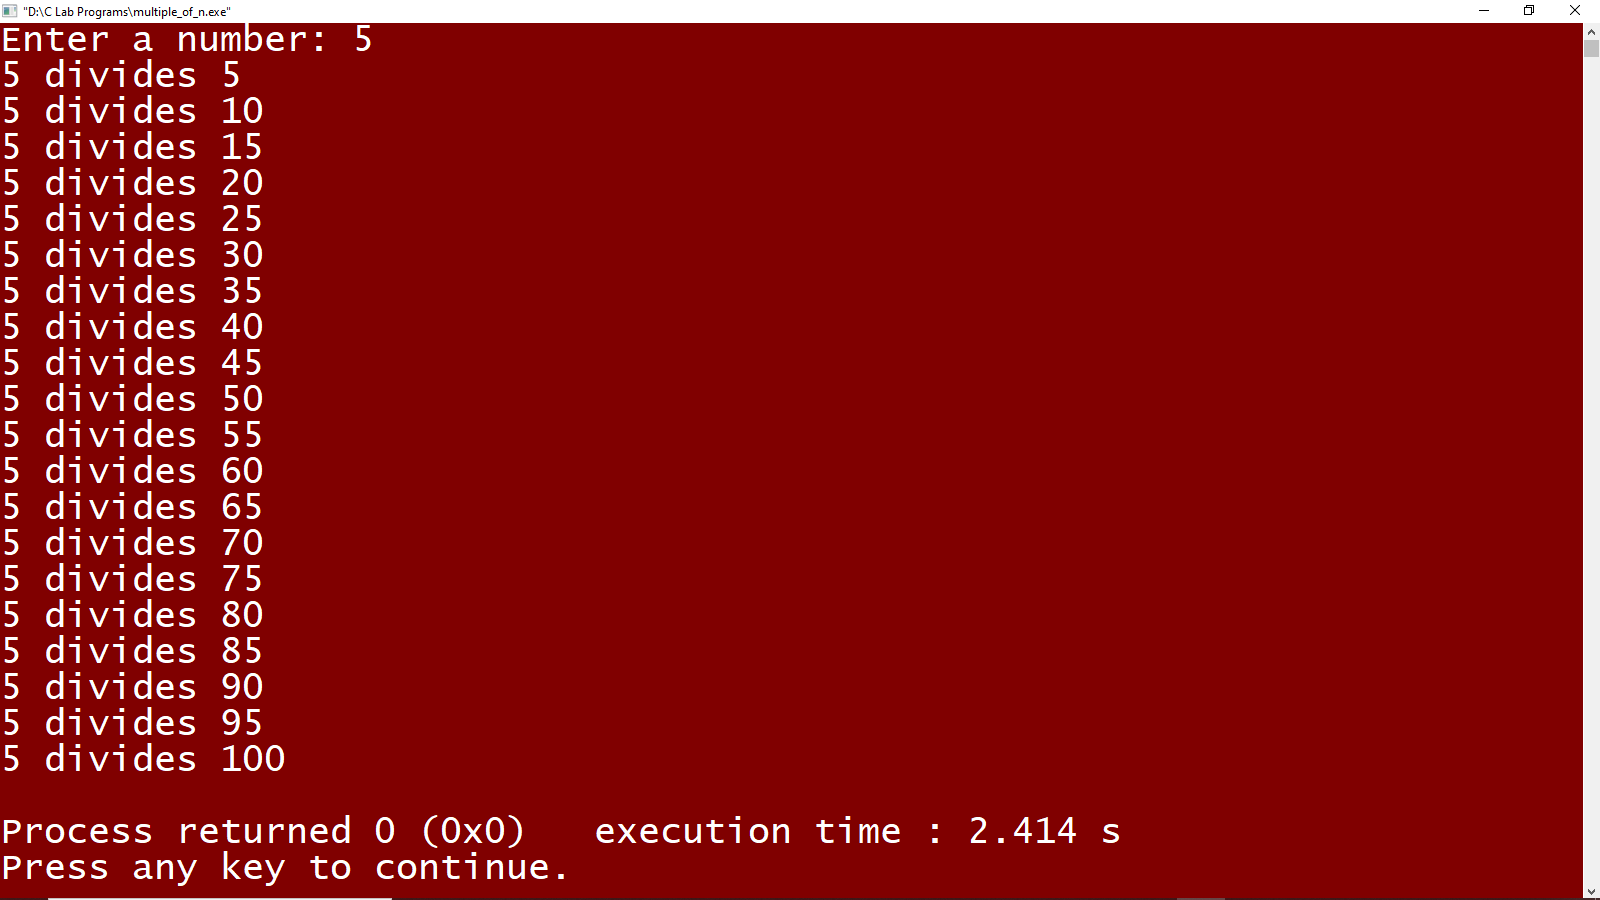 "D:\C Lab Programs\multiple_of_n.exe"
Enter a number: 5
5 divides 5
5 divides 10
5 divides 15
5 divides 20
5 divides 25
5 divides 30
5 divides 35
5 divides 40
5 divides 45
5 divides 50
5 divides 55
5 divides 60
5 divides 65
5 divides 70
5 divides 75
5 divides 80
5 divides 85
5 divides 90
5 divides 95
5 divides 100
Process returned 0 (0x0)   execution time : 2.414 s
Press any key to continue.